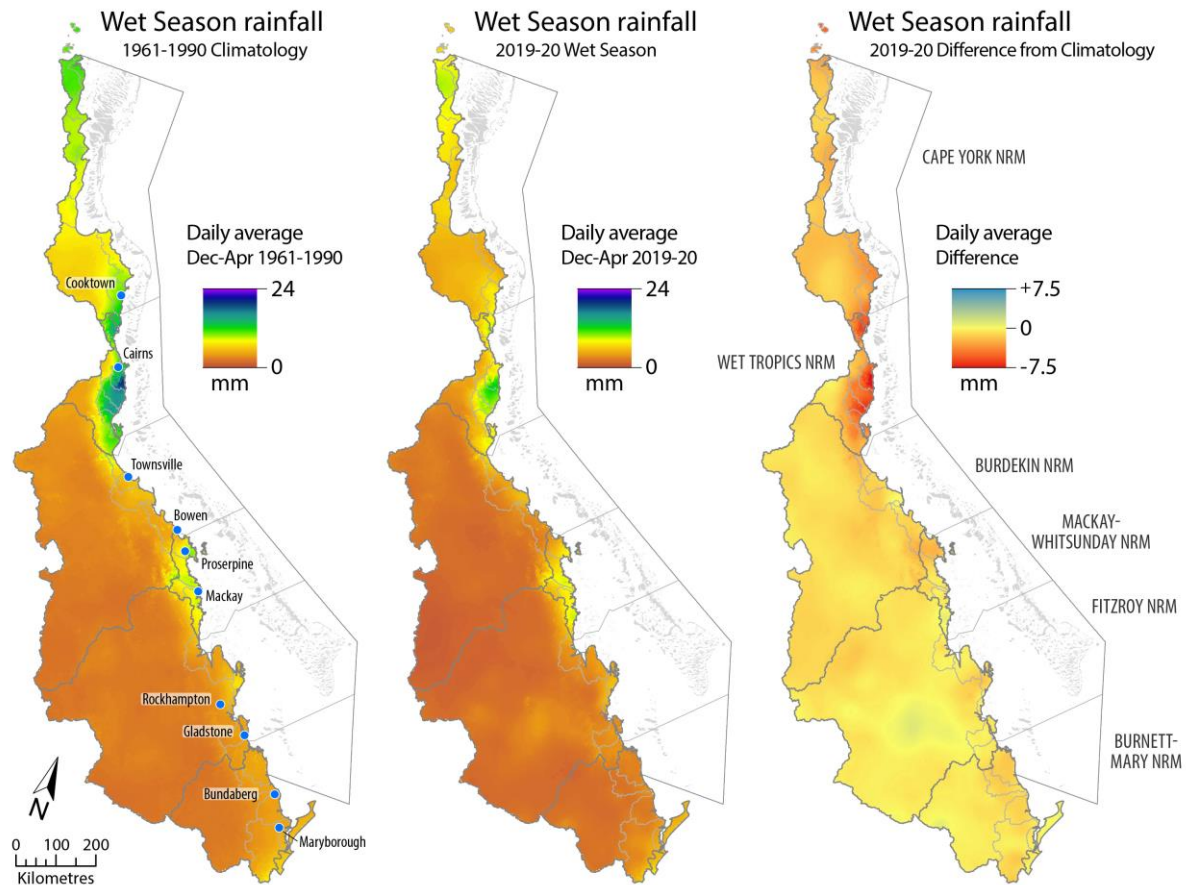 Wet Season rainfall
1961-1990 Climatology
Daily average
Dec-Apr 1961-1990
24
0
mm
Cooktown
Cairns
Townsville
Bowen
Proserpine
Mackay
Rockhampton
Gladstone
Bundaberg
Maryborough
N
0 100 200
Kilometres
Wet Season rainfall
2019-20 Wet Season
Daily average
Dec-Apr 2019-20
24
0
mm
Wet Season rainfall
2019-20 Difference from Climatology
CAPE YORK NRM
Daily average
Difference
+7.5
0
-7.5
mm
WET TROPICS NRM
BURDEKIN NRM
MACKAY-
WHITSUNDAY NRM
FITZROY NRM
BURNETT-
MARY NRM